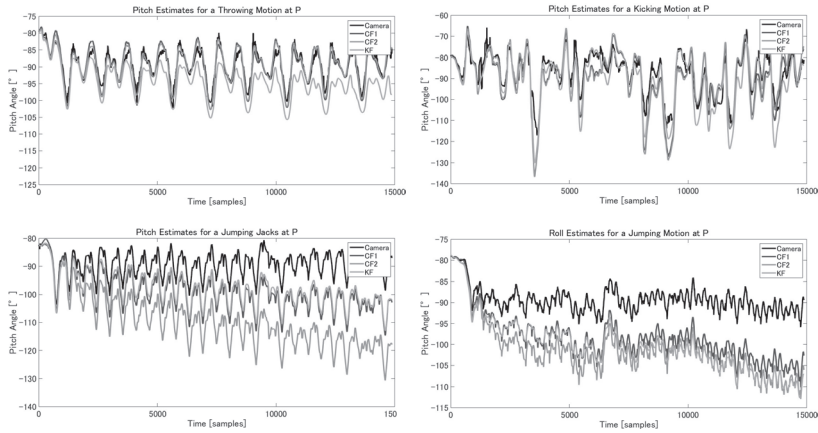 Pitch Estimates for a Throwing Motion at P
Pitch Angle [° ]
-75
-80
-85
-90
-95
-100
-105
-110
-115
-120
-125
0
5000
10000
15000
Time [samples]
Camera
CF1
CF2
KF
Pitch Estimates for a Kicking Motion at P
Pitch Angle [° ]
-60
-70
-80
-90
-100
-110
-120
-130
-140
0
5000
10000
15000
Time [samples]
Camera
CF1
CF2
KF
Pitch Estimates for a Jumping Jacks at P
Pitch Angle [° ]
-80
-90
-100
-110
-120
-130
-140
0
5000
10000
150
Time [samples]
Camera
CF1
CF2
KF
Roll Estimates for a Jumping Motion at P
Pitch Angle [° ]
-75
-80
-85
-90
-95
-100
-105
-110
-115
0
5000
10000
15000
Time [samples]
Camera
CF1
CF2
KF